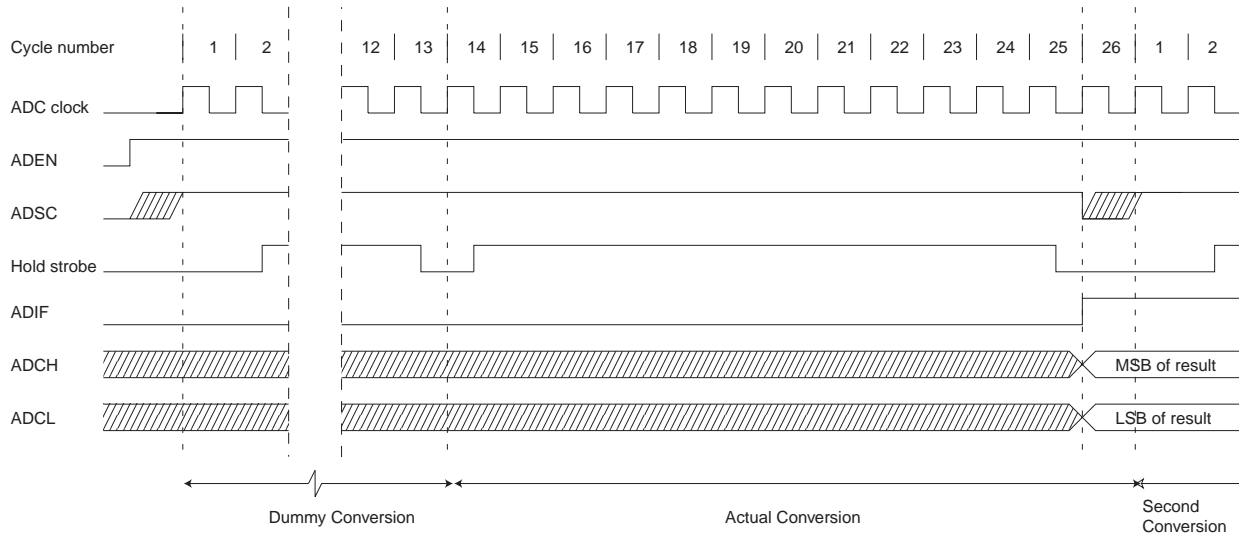 Cycle number 1 2 12 13 14 15 16 17 18 19 20 21 22 23 24 25 26 1 2
ADC clock
ADEN
ADSC
Hold strobe
ADIF
ADCH MSB of result
ADCL LSB of result
Dummy Conversion Actual Conversion Second
Conversion